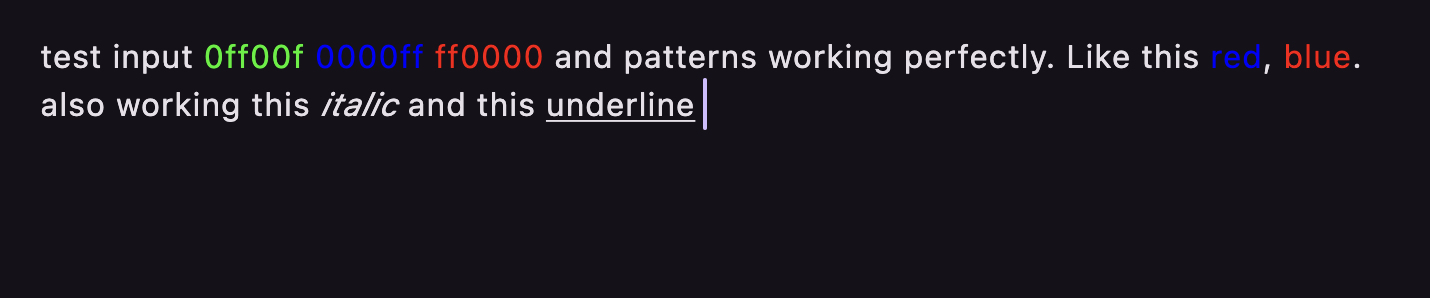 test input 0ff00f 0000ff ff0000 and patterns working perfectly. Like this red, blue.
also working this italic and this underline